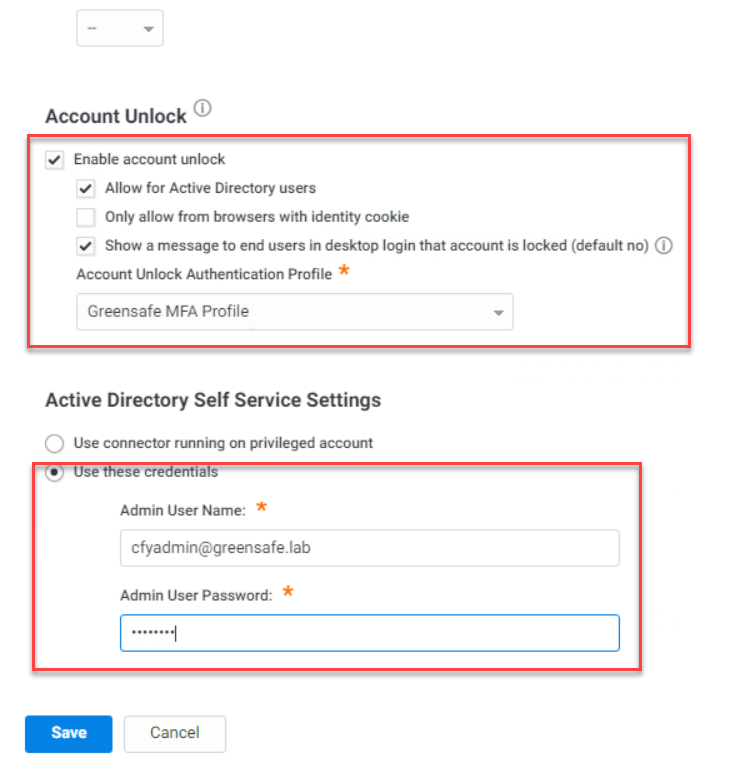 --
Account Unlock
Enable account unlock
Allow for Active Directory users
Only allow from browsers with identity cookie
Show a message to end users in desktop login that account is locked (default no)
Account Unlock Authentication Profile *
Greensafe MFA Profile
Active Directory Self Service Settings
Use connector running on privileged account
Use these credentials
Admin User Name: *
cfyadmin@greensafe.lab
Admin User Password: *
••••••••
Save Cancel